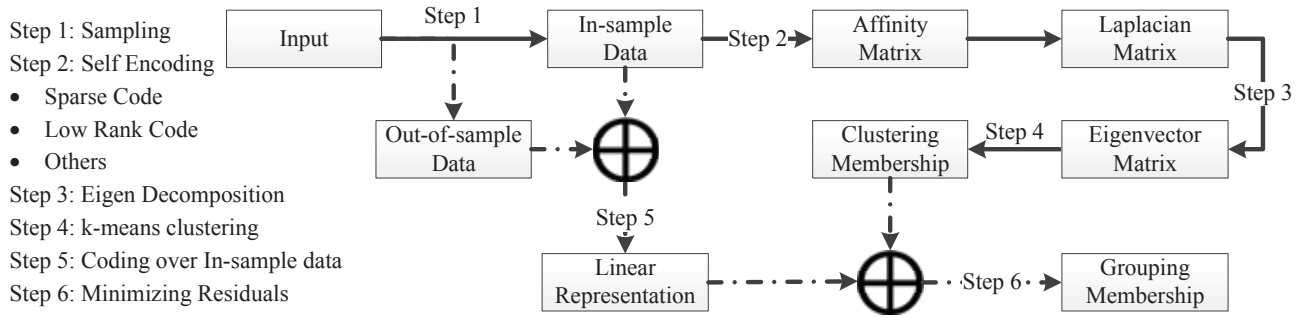 Step 1: Sampling
Step 2: Self Encoding
• Sparse Code
• Low Rank Code
• Others
Step 3: Eigen Decomposition
Step 4: k-means clustering
Step 5: Coding over In-sample data
Step 6: Minimizing Residuals
Input
Step 1
In-sample
Data
Step 2
Affinity
Matrix
Laplacian
Matrix
Step 3
Out-of-sample
Data
Clustering
Membership
Step 4
Eigenvector
Matrix
Step 5
Linear
Representation
Step 6
Grouping
Membership